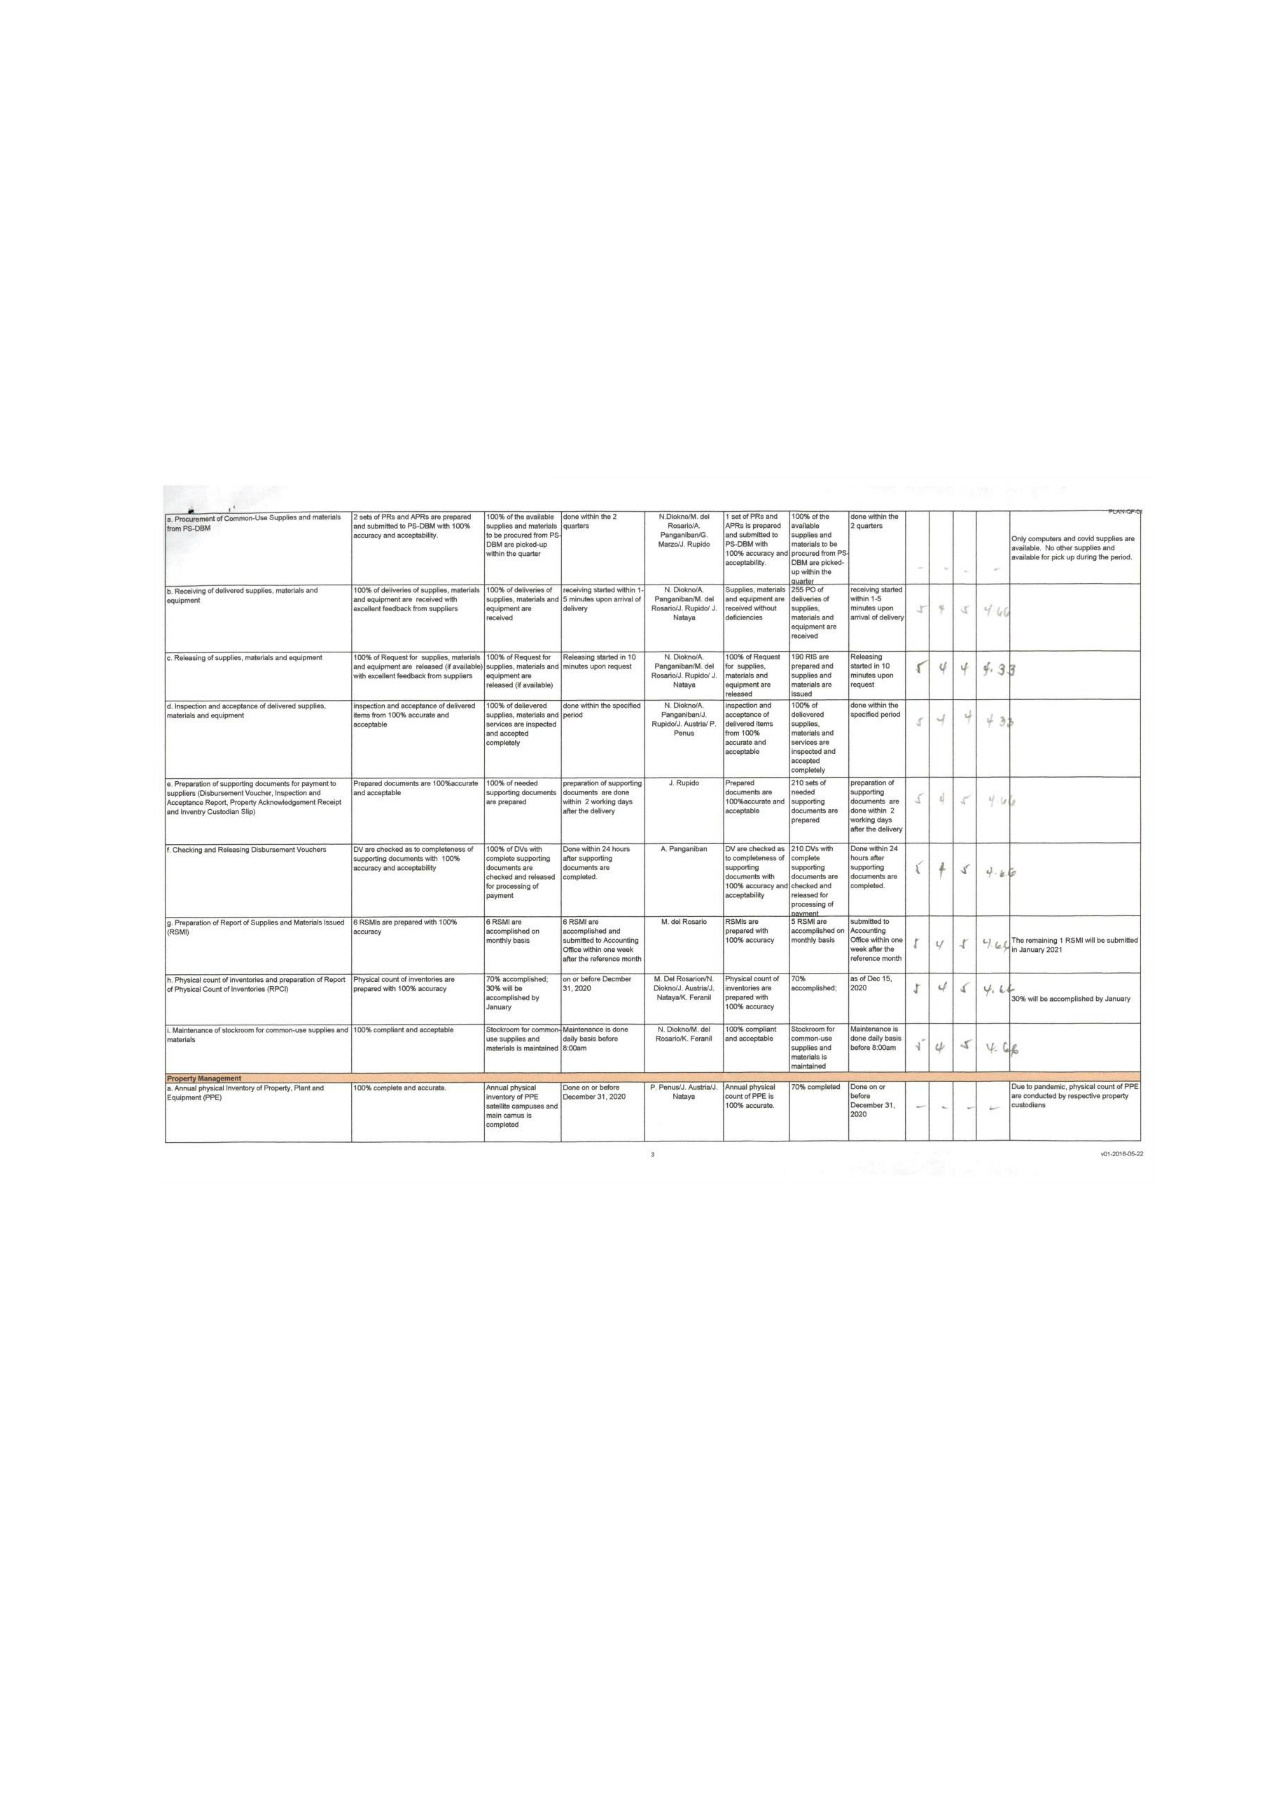 PLAN-QF-0
a. Procurement of Common-Use Supplies and materials
from PS-DBM
2 sets of PRs and APRs are prepared
and submitted to PS-DBM with 100%
accuracy and acceptability.
100% of the available
supplies and materials
to be procured from PS-
DBM are picked-up
within the quarter
done within the 2
quarters
N.Diokno/M. del
Rosario/A.
Panganiban/G.
Marzo/J. Rupido
1 set of PRs and
APRs is prepared
and submitted to
PS-DBM with
100% accuracy and
acceptability.
100% of the
available
supplies and
materials to be
procured from PS-
DBM are picked-
up within the
quarter
done within the
2 quarters
- - - -
Only computers and covid supplies are
available. No other supplies and
available for pick up during the period.
b. Receiving of delivered supplies, materials and
equipment
100% of deliveries of supplies, materials
and equipment are received with
excellent feedback from suppliers
100% of deliveries of
supplies, materials and
equipment are
received
receiving started within 1-
5 minutes upon arrival of
delivery
N. Diokno/A.
Panganiban/M. del
Rosario/J. Rupido/ J.
Nataya
Supplies, materials
and equipment are
received without
deficiencies
255 PO of
deliveries of
supplies,
materials and
equipment are
received
receiving started
within 1-5
minutes upon
arrival of delivery
5 4 5 4.66
c. Releasing of supplies, materials and equipment
100% of Request for supplies, materials
and equipment are released (if available)
with excellent feedback from suppliers
100% of Request for
supplies, materials and
equipment are
released (if available)
Releasing started in 10
minutes upon request
N. Diokno/A.
Panganiban/M. del
Rosario/J. Rupido/ J.
Nataya
100% of Request
for supplies,
materials and
equipment are
released
190 RIS are
prepared and
supplies and
materials are
issued
Releasing
started in 10
minutes upon
request
5 4 4 4.33
d. Inspection and acceptance of delivered supplies,
materials and equipment
inspection and acceptance of delivered
items from 100% accurate and
acceptable
100% of delievered
supplies, materials and
services are inspected
and accepted
completely
done within the specified
period
N. Diokno/A.
Panganiban/J.
Rupido/J. Austria/ P.
Penus
inspection and
acceptance of
delivered items
from 100%
accurate and
acceptable
100% of
delievered
supplies,
materials and
services are
inspected and
accepted
completely
done within the
specified period
5 4 4 4.33
e. Preparation of supporting documents for payment to
suppliers (Disbursement Voucher, Inspection and
Acceptance Report, Property Acknowledgement Receipt
and Inventry Custodian Slip)
Prepared documents are 100%accurate
and acceptable
100% of needed
supporting documents
are prepared
preparation of supporting
documents are done
within 2 working days
after the delivery
J. Rupido
Prepared
documents are
100%accurate and
acceptable
210 sets of
needed
supporting
documents are
prepared
preparation of
supporting
documents are
done within 2
working days
after the delivery
5 4 5 4.66
f. Checking and Releasing Disbursement Vouchers
DV are checked as to completeness of
supporting documents with 100%
accuracy and acceptability
100% of DVs with
complete supporting
documents are
checked and released
for processing of
payment
Done within 24 hours
after supporting
documents are
completed.
A. Panganiban
DV are checked as
to completeness of
supporting
documents with
100% accuracy and
acceptability
210 DVs with
complete
supporting
documents are
checked and
released for
processing of
payment
Done within 24
hours after
supporting
documents are
completed.
5 4 5 4.66
g. Preparation of Report of Supplies and Materials Issued
(RSMI)
6 RSMIs are prepared with 100%
accuracy
6 RSMI are
accomplished on
monthly basis
6 RSMI are
accomplished and
submitted to Accounting
Office within one week
after the reference month
M. del Rosario
RSMIs are
prepared with
100% accuracy
5 RSMI are
accomplished on
monthly basis
submitted to
Accounting
Office within one
week after the
reference month
5 4 5 4.66
The remaining 1 RSMI will be submitted
in January 2021
h. Physical count of inventories and preparation of Report
of Physical Count of Inventories (RPCI)
Physical count of inventories are
prepared with 100% accuracy
70% accomplished;
30% will be
accomplished by
January
on or before Decmber
31, 2020
M. Del Rosarion/N.
Diokno/J. Austria/J.
Nataya/K. Feranil
Physical count of
inventories are
prepared with
100% accuracy
70%
accomplished;
as of Dec 15,
2020
5 4 5 4.66
30% will be accomplished by January
i. Maintenance of stockroom for common-use supplies and
materials
100% compliant and acceptable
Stockroom for common-
use supplies and
materials is maintained
Maintenance is done
daily basis before
8:00am
N. Diokno/M. del
Rosario/K. Feranil
100% compliant
and acceptable
Stockroom for
common-use
supplies and
materials is
maintained
Maintenance is
done daily basis
before 8:00am
5 4 5 4.66
Property Management
a. Annual physical Inventory of Property, Plant and
Equipment (PPE)
100% complete and accurate.
Annual physical
inventory of PPE
satellite campuses and
main camus is
completed
Done on or before
December 31, 2020
P. Penus/J. Austria/J.
Nataya
Annual physical
count of PPE is
100% accurate.
70% completed
Done on or
before
December 31,
2020
- - - -
Due to pandemic, physical count of PPE
are conducted by respective property
custodians
3
v01-2018-05-22